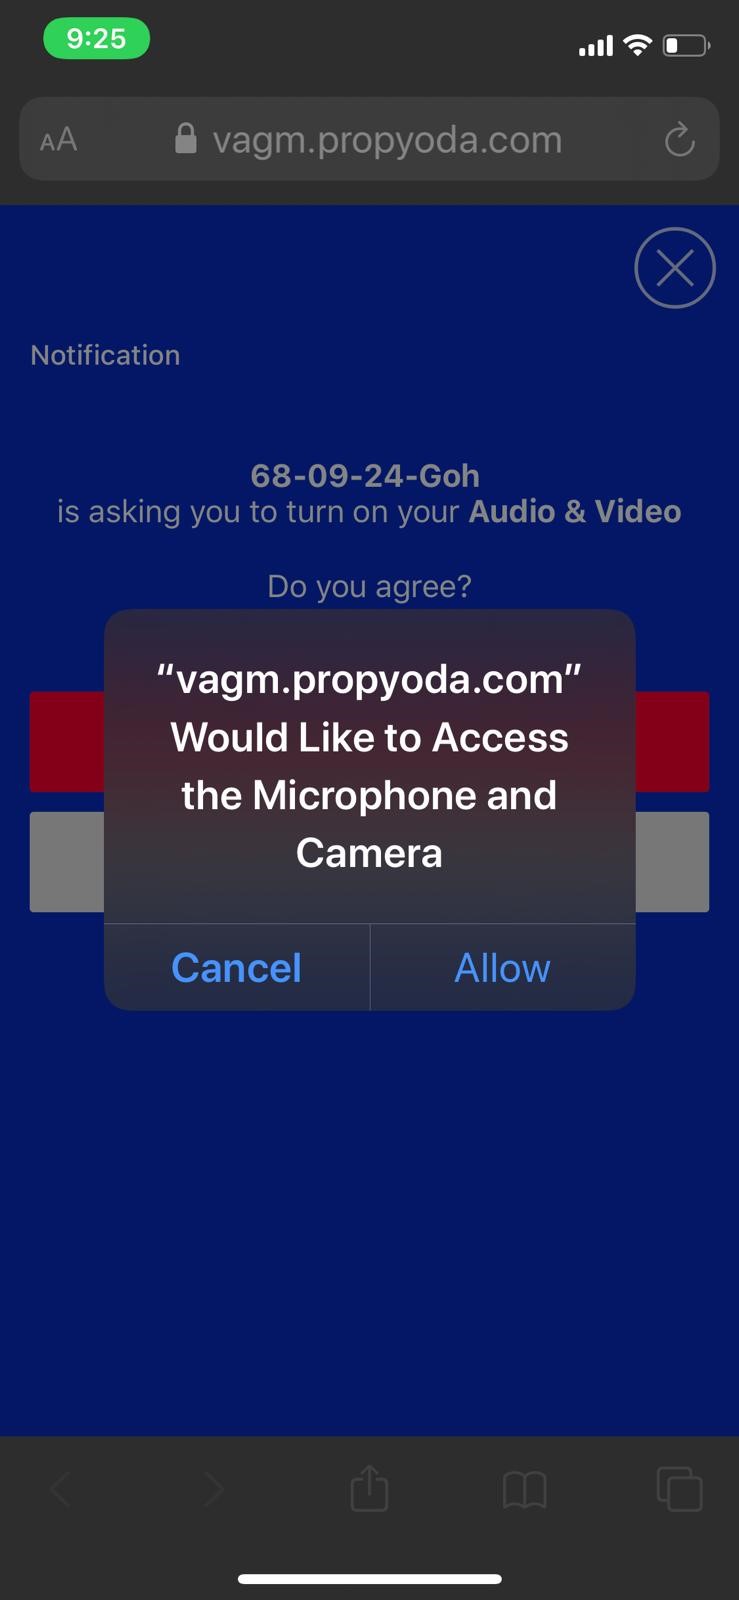 9:25
AA
vagm.propyoda.com
Notification
68-09-24-Goh
is asking you to turn on your Audio & Video
Do you agree?
“vagm.propyoda.com”
Would Like to Access
the Microphone and
Camera
Cancel
Allow